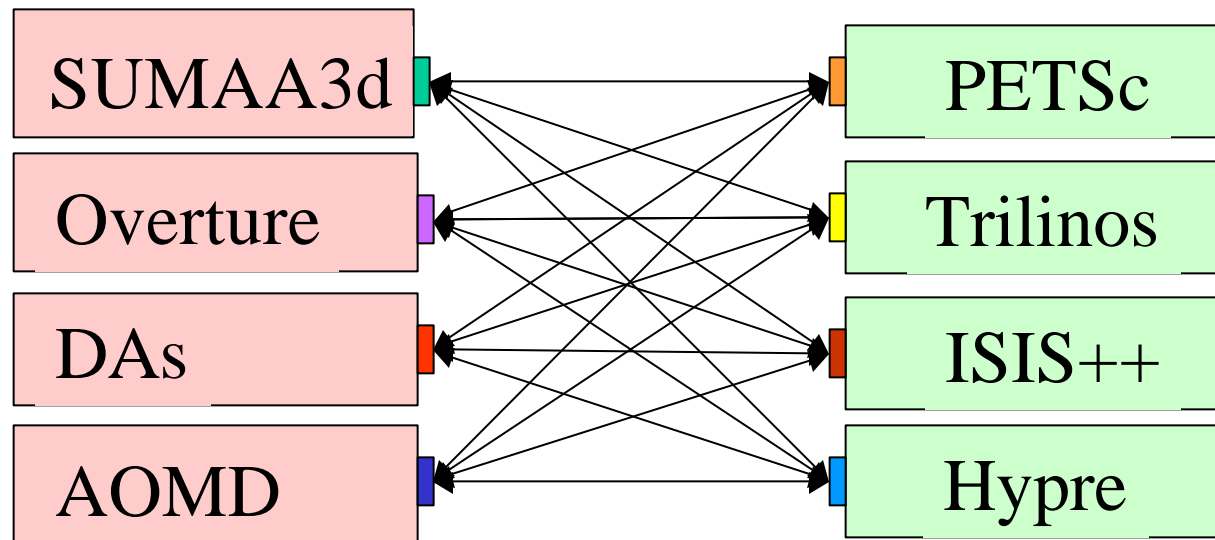 SUMAA3d
PETSc
Overture
Trilinos
DAs
ISIS++
AOMD
Hypre